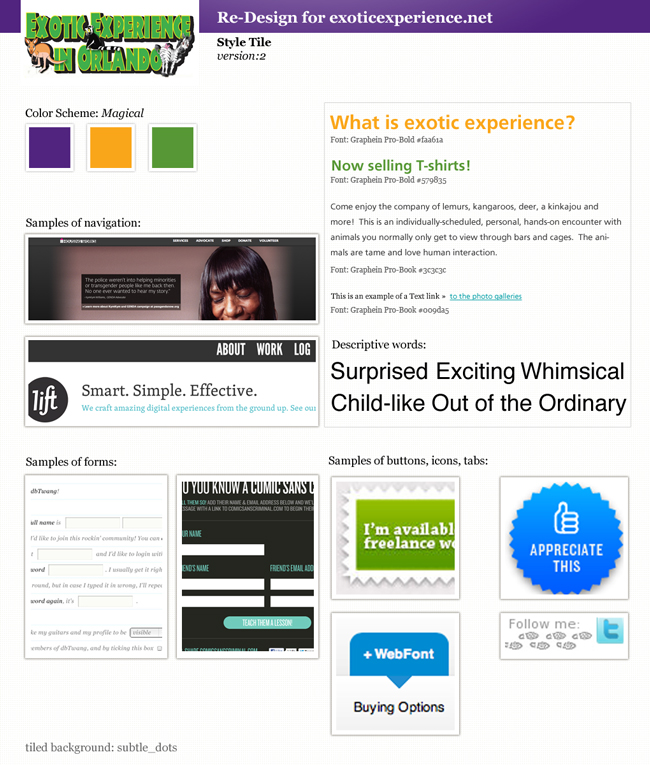 EXOTIC EXPERIENCE
IN ORLANDO
Re-Design for exoticexperience.net
Style Tile
version:2
Color Scheme: Magical
What is exotic experience?
Font: Graphein Pro-Bold #faa61a
Now selling T-shirts!
Font: Graphein Pro-Bold #579835
Come enjoy the company of lemurs, kangaroos, deer, a kinkajou and
more! This is an individually-scheduled, personal, hands-on encounter with
animals you normally only get to view through bars and cages. The ani-
mals are tame and love human interaction.
Font: Graphein Pro-Book #3c3c3c
This is an example of a Text link » to the photo galleries
Font: Graphein Pro-Book #009da5
Descriptive words:
Surprised Exciting Whimsical
Child-like Out of the Ordinary
Samples of navigation:
SERVICES ADVOCATE SHOP DONATE VOLUNTEER
The police weren't into helping minorities
or transgender people like me back then.
No one ever wanted to hear my story."
ABOUT WORK LOG
lift
Smart. Simple. Effective.
We craft amazing digital experiences from the ground up. See our
Samples of forms:
dbTwang!
ull name is
I'd like to join this rockin' community! You can
t and I'd like to begin with
word . I usually get it righ
round, but in case I typed it in wrong, I'll repe
word again, it's .
ke my guitars and my profile to be visible
embers of dbTwang, and by ticking this box
O YOU KNOW A COMIC SANS C
LL THEM SO! ADD THEIR NAME & EMAIL ADDRESS BELOW AND WE'
ESSAGE WITH A LINK TO COMICSANSCRIMINAL.COM TO BEGIN THEIR
UR NAME
END'S NAME FRIEND'S EMAIL ADD
TEACH THEM A LESSON!
Samples of buttons, icons, tabs:
I'm availabl
freelance wo
APPRECIATE
THIS
+ WebFont
Buying Options
Follow me:
t
tiled background: subtle_dots